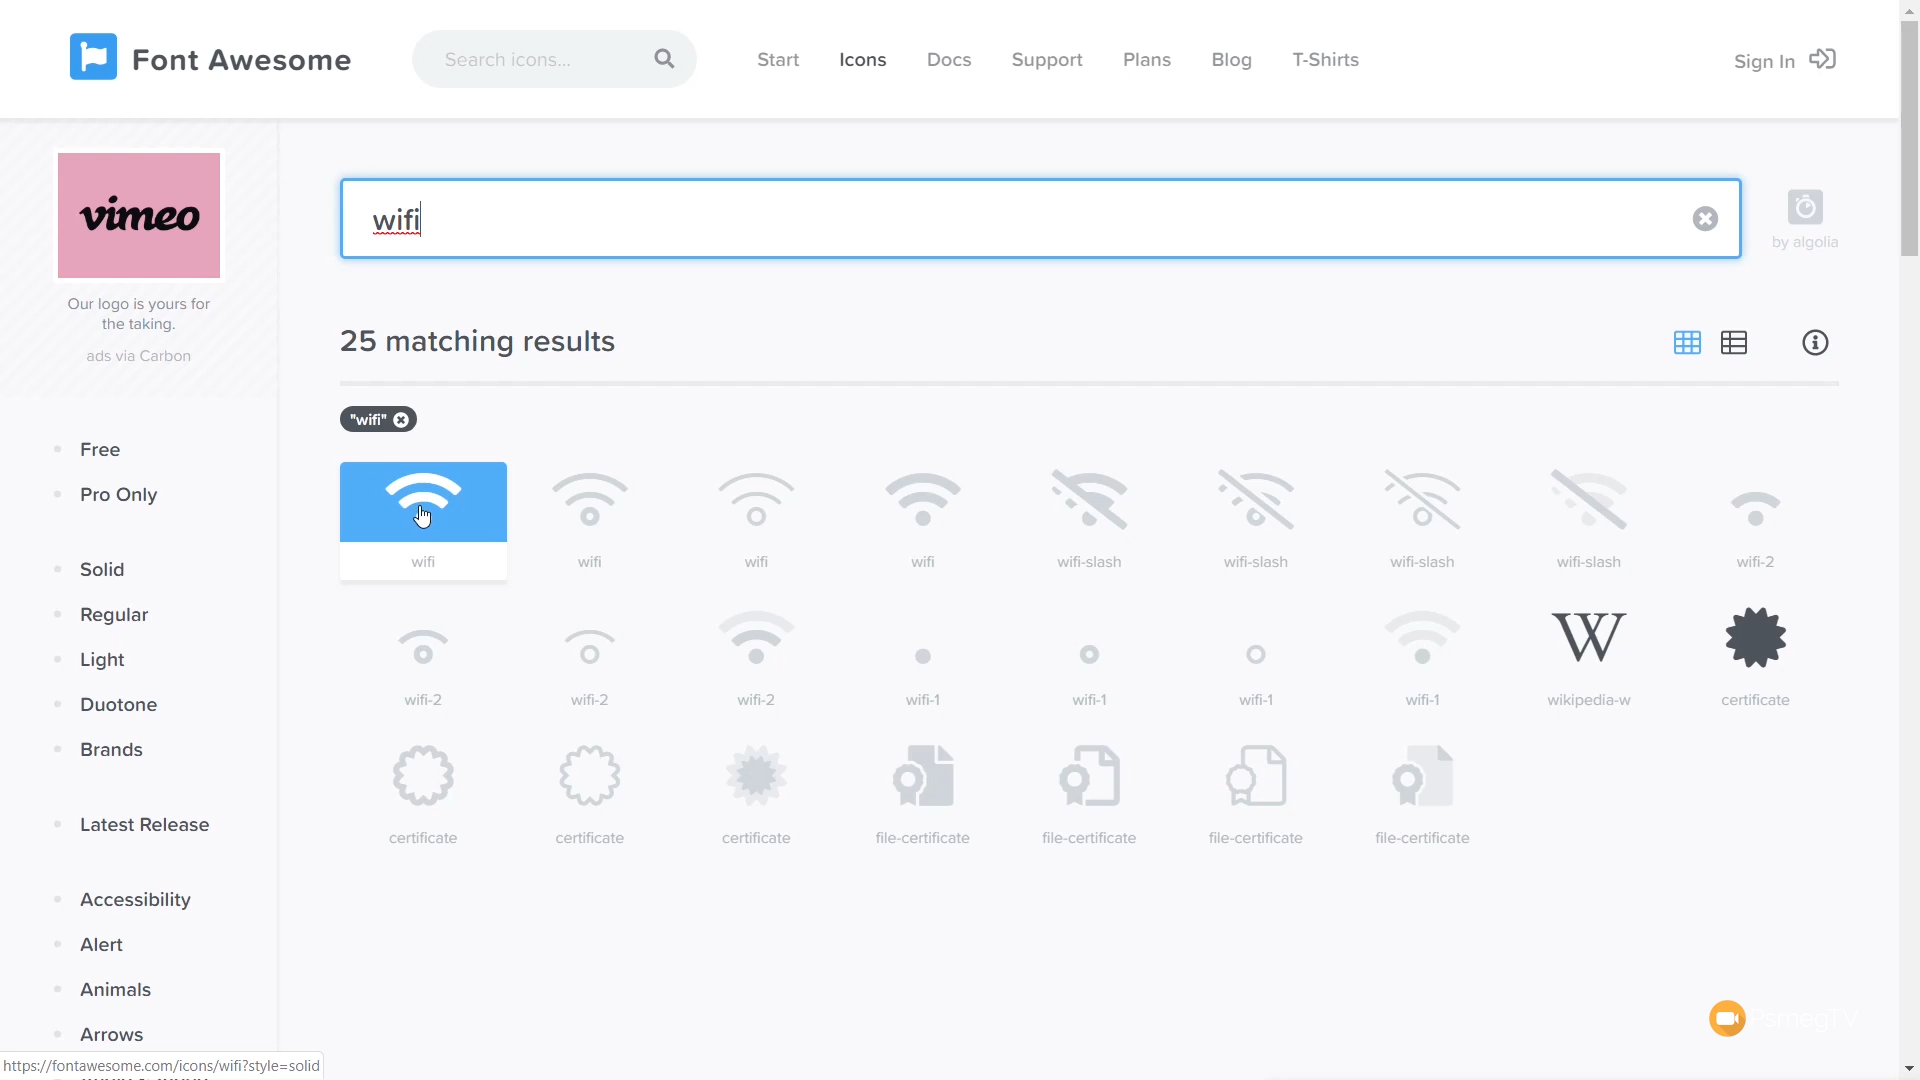 Font Awesome
Search icons...
Start
Icons
Docs
Support
Plans
Blog
T-Shirts
Sign In
vimeo
Our logo is yours for
the taking.
ads via Carbon
wifi
by algolia
25 matching results
"wifi"
Free
Pro Only
Solid
Regular
Light
Duotone
Brands
Latest Release
Accessibility
Alert
Animals
Arrows
wifi
wifi
wifi
wifi
wifi-slash
wifi-slash
wifi-slash
wifi-slash
wifi-2
W
wifi-2
wifi-2
wifi-2
wifi-1
wifi-1
wifi-1
wifi-1
wikipedia-w
certificate
certificate
certificate
certificate
file-certificate
file-certificate
file-certificate
file-certificate
https://fontawesome.com/icons/wifi?style=solid